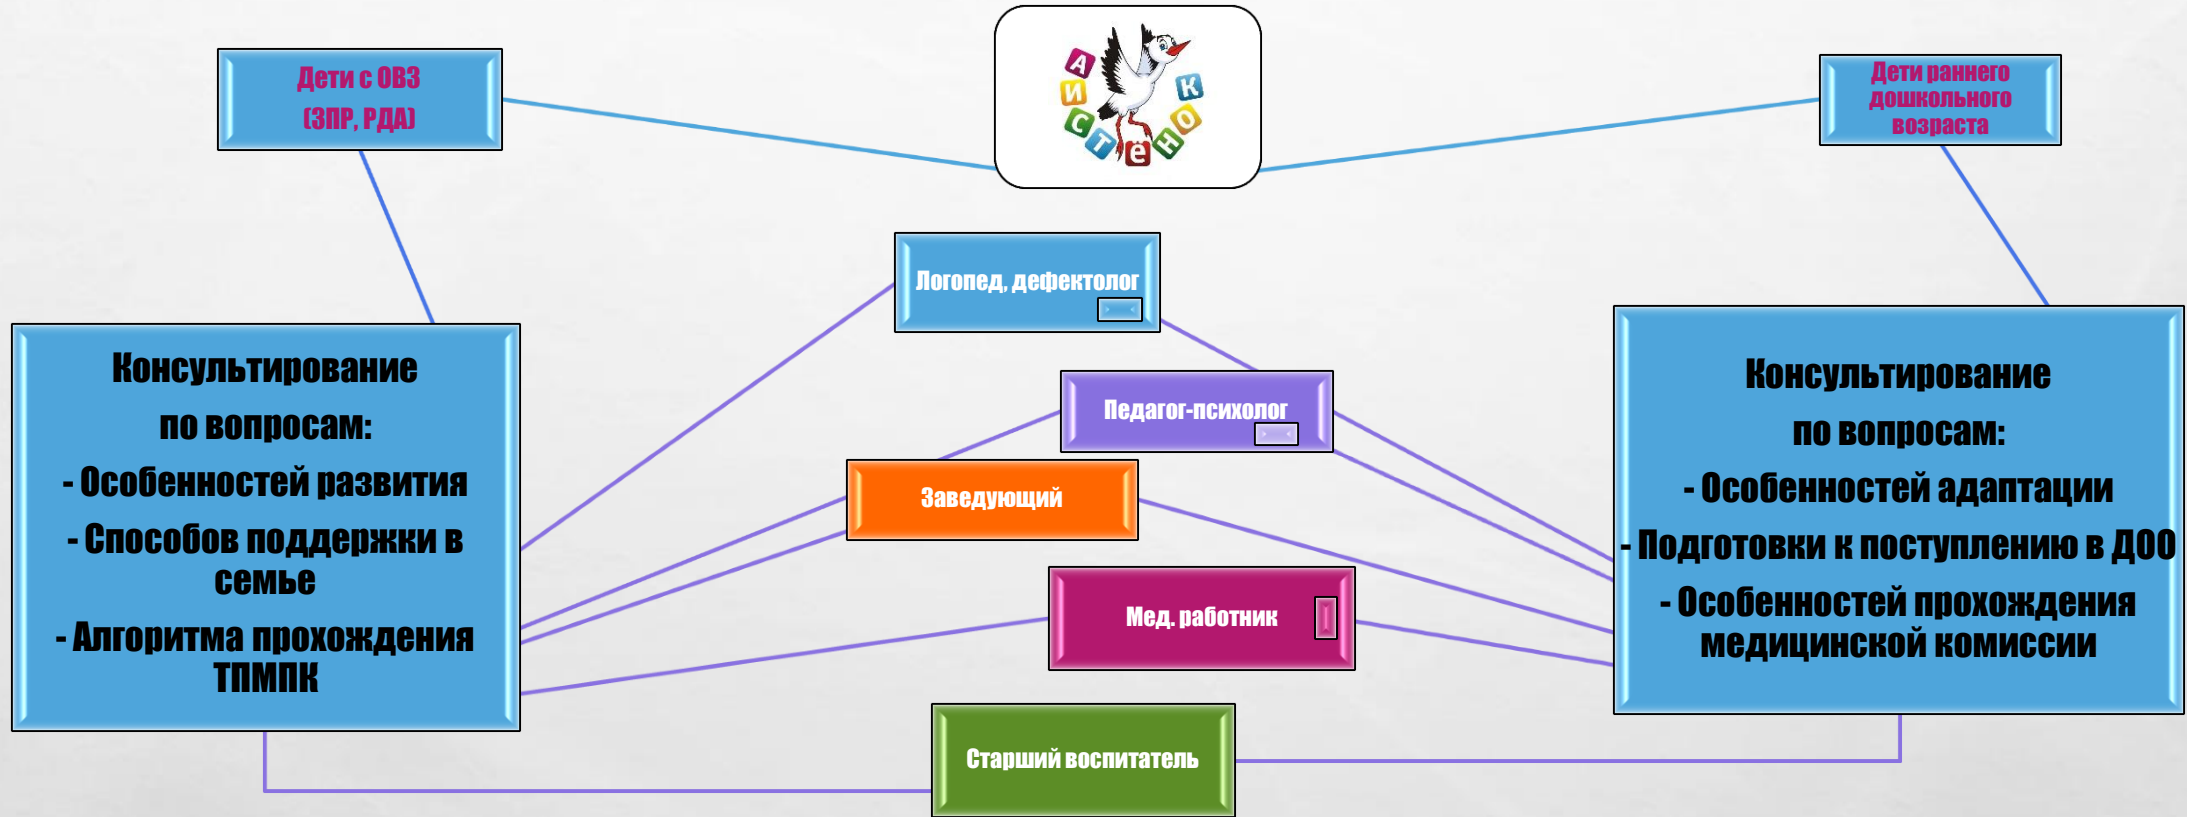 Дети с ОВЗ
(ЗПР, РДА)
АИСТёНОК
Дети раннего
дошкольного
возраста
Логопед, дефектолог
Педагог-психолог
Заведующий
Мед. работник
Старший воспитатель
Консультирование
по вопросам:
- Особенностей развития
- Способов поддержки в
семье
- Алгоритма прохождения
ТПМПК
Консультирование
по вопросам:
- Особенностей адаптации
- Подготовки к поступлению в ДОО
- Особенностей прохождения
медицинской комиссии